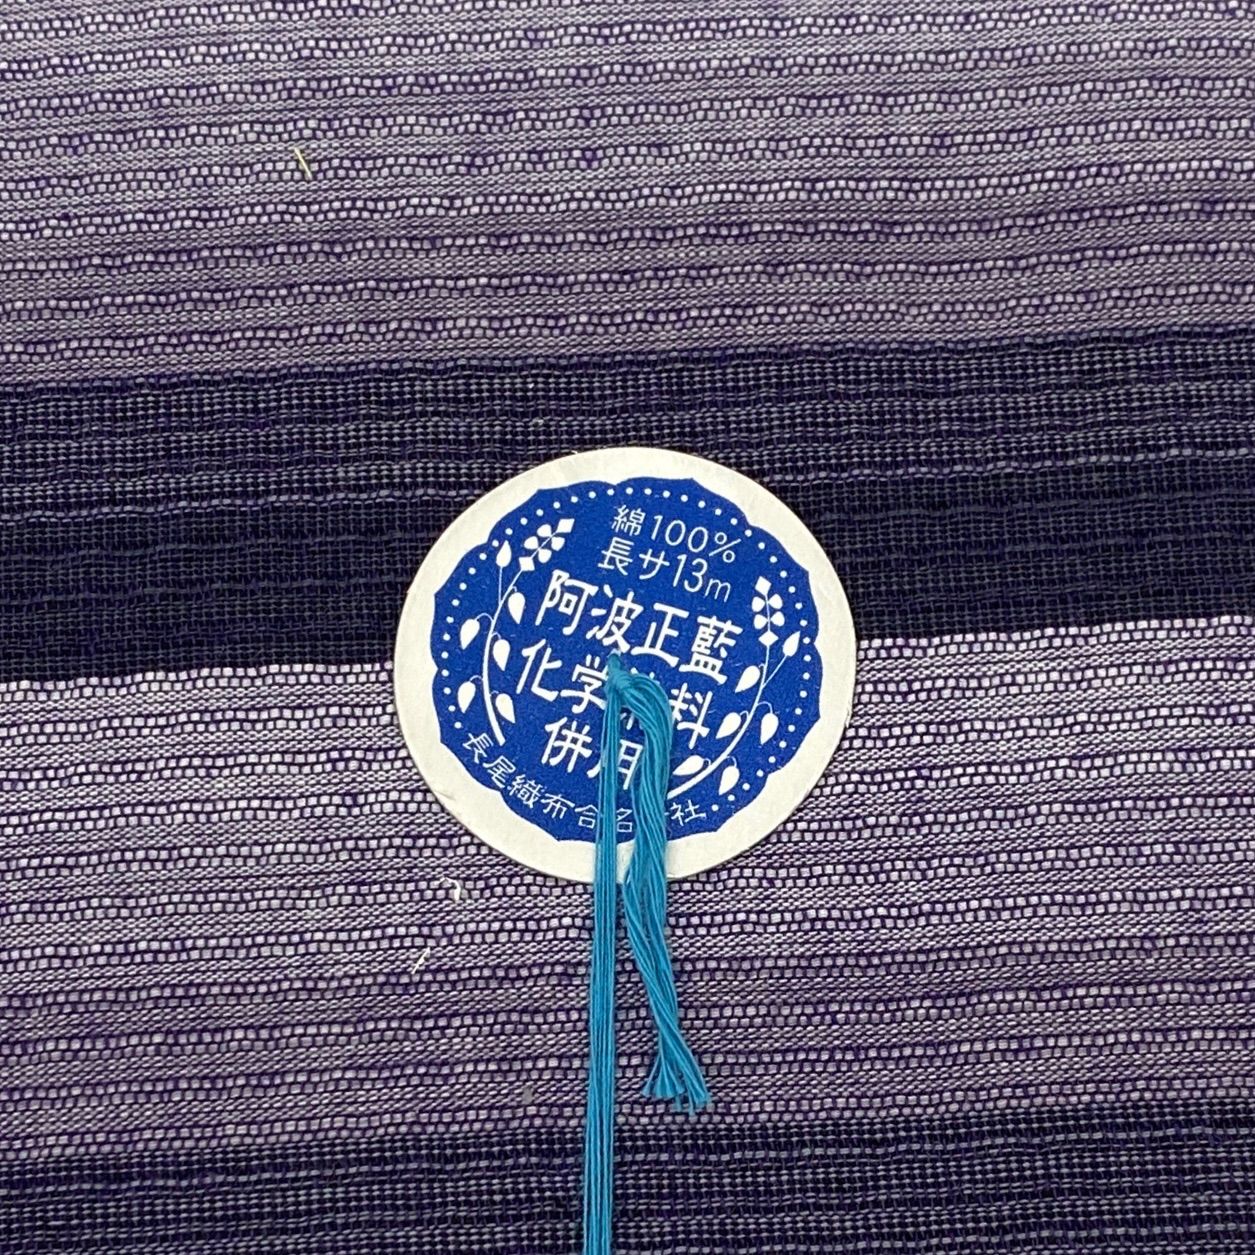 綿100%
長サ13m
阿波正藍
化学料
併用
長尾織布合名社